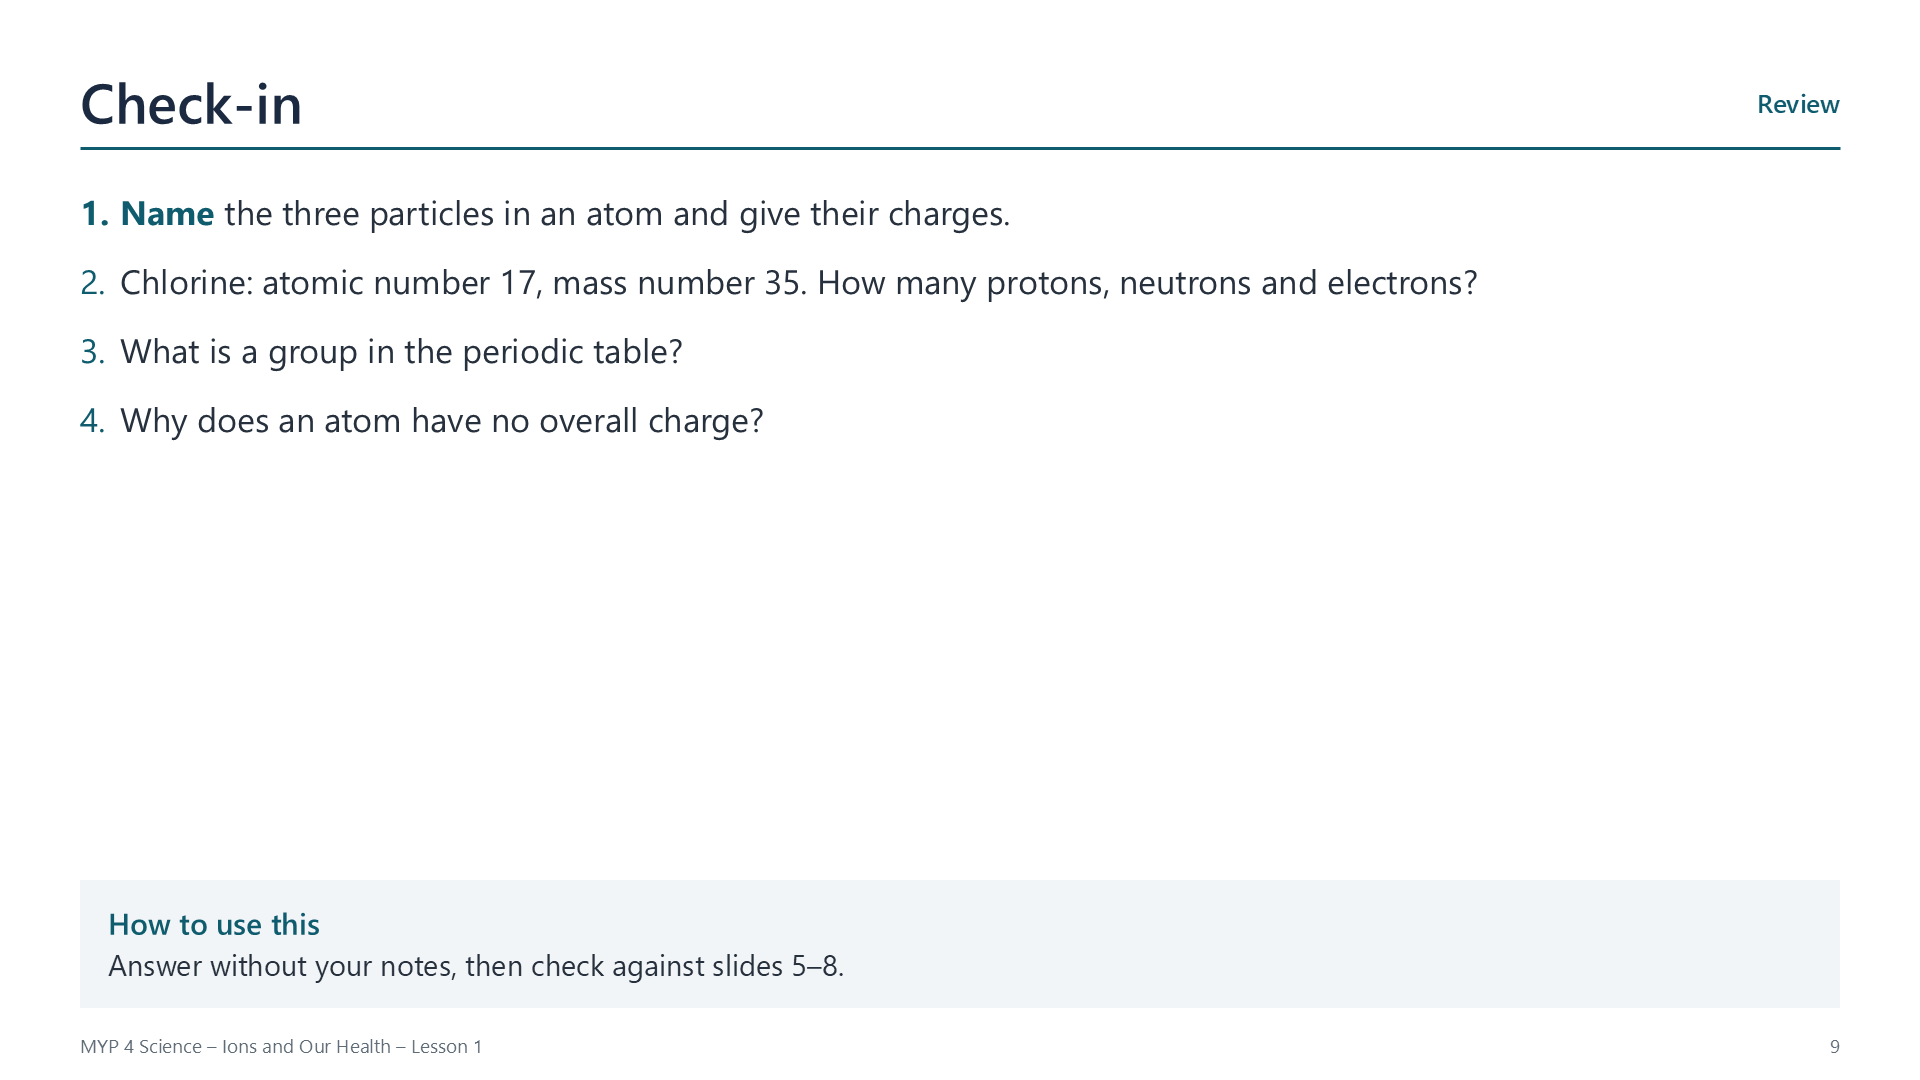 Check-in
Review
1. Name the three particles in an atom and give their charges.
2. Chlorine: atomic number 17, mass number 35. How many protons, neutrons and electrons?
3. What is a group in the periodic table?
4. Why does an atom have no overall charge?
How to use this
Answer without your notes, then check against slides 5–8.
MYP 4 Science – Ions and Our Health – Lesson 1
9